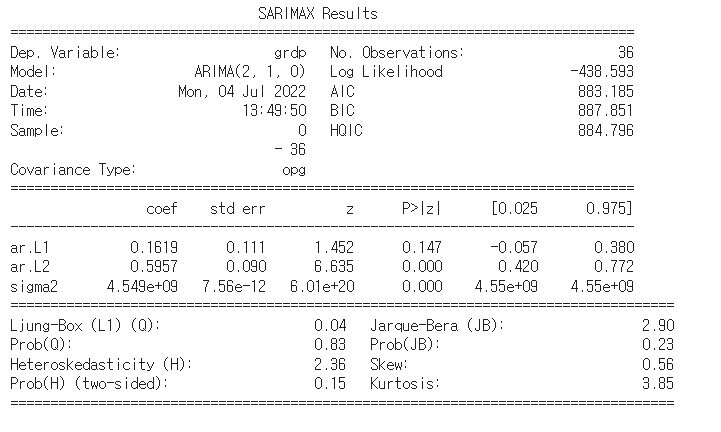 SARIMAX Results
==============================================================================
Dep. Variable:                   grdp   No. Observations:                   36
Model:                 ARIMA(2, 1, 0)   Log Likelihood                -438.593
Date:                Mon, 04 Jul 2022   AIC                            883.185
Time:                        13:49:50   BIC                            887.851
Sample:                             0   HQIC                           884.796
                                 - 36
Covariance Type:                  opg
==============================================================================
                 coef    std err          z      P>|z|      [0.025      0.975]
------------------------------------------------------------------------------
ar.L1          0.1619      0.111      1.452      0.147      -0.057       0.380
ar.L2          0.5957      0.090      6.635      0.000       0.420       0.772
sigma2      4.549e+09   7.56e-12   6.01e+20      0.000    4.55e+09    4.55e+09
===================================================================================
Ljung-Box (L1) (Q):                   0.04   Jarque-Bera (JB):                 2.90
Prob(Q):                              0.83   Prob(JB):                         0.23
Heteroskedasticity (H):               2.36   Skew:                             0.56
Prob(H) (two-sided):                  0.15   Kurtosis:                         3.85
===================================================================================